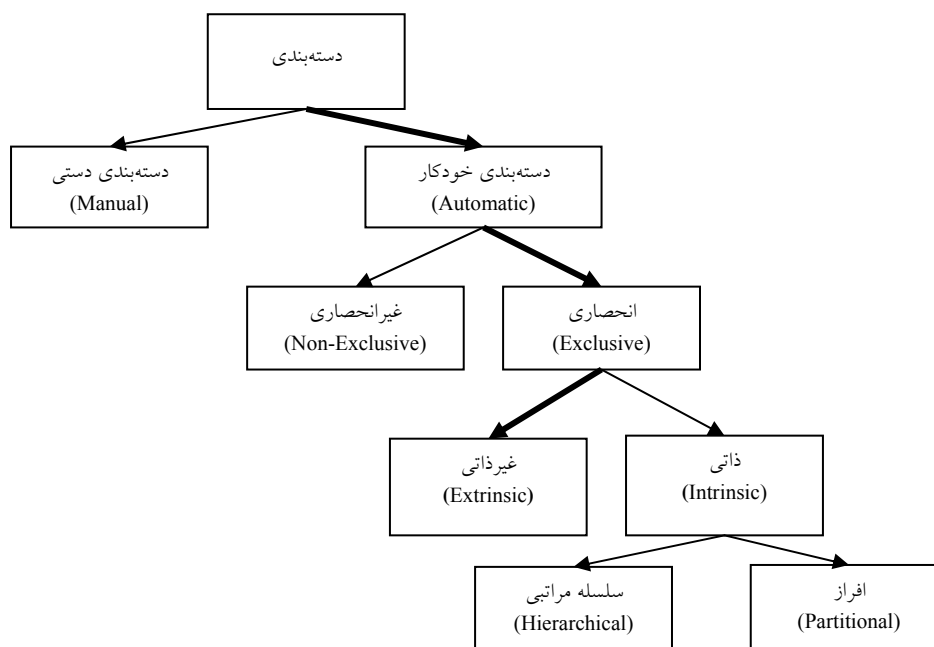 دسته‌بندی
دسته‌بندی دستی
(Manual)
دسته‌بندی خودکار
(Automatic)
غیرانحصاری
(Non-Exclusive)
انحصاری
(Exclusive)
غیرذاتی
(Extrinsic)
ذاتی
(Intrinsic)
سلسله مراتبی
(Hierarchical)
افراز
(Partitional)